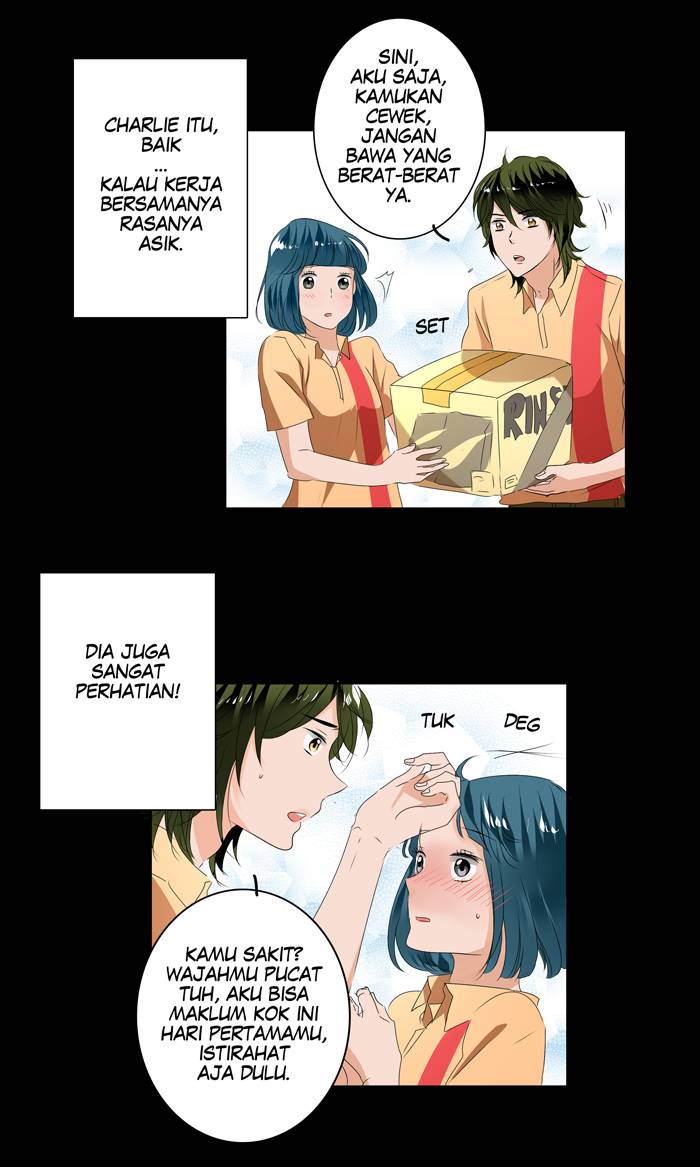 CHARLIE ITU,
BAIK
...
KALAU KERJA
BERSAMANYA
RASANYA
ASIK.
SINI,
AKU SAJA,
KAMUKAN
CEWEK,
JANGAN
BAWA YANG
BERAT-BERAT
YA.
SET
DIA JUGA
SANGAT
PERHATIAN!
TUK DEG
KAMU SAKIT?
WAJAHMU PUCAT
TUH, AKU BISA
MAKLUM KOK INI
HARI PERTAMAMU,
ISTIRAHAT
AJA DULU.